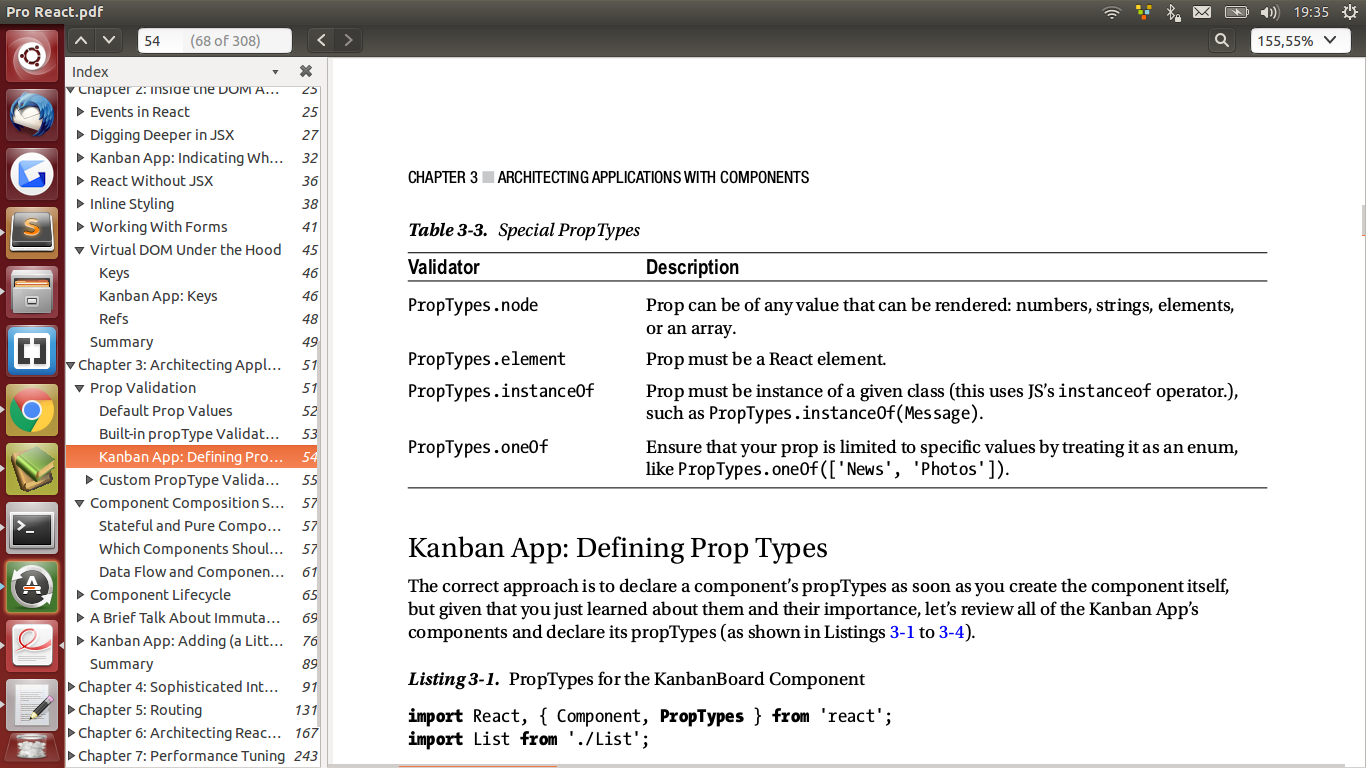 Pro React.pdf
19:35
54 (68 of 308)
155,55%
Index
Chapter 2: Inside the DOM A... 25
Events in React 25
Digging Deeper in JSX 27
Kanban App: Indicating Wh... 32
React Without JSX 36
Inline Styling 38
Working With Forms 41
Virtual DOM Under the Hood 45
Keys 46
Kanban App: Keys 46
Refs 48
Summary 49
Chapter 3: Architecting Appl... 51
Prop Validation 51
Default Prop Values 52
Built-in propType Validat... 53
Kanban App: Defining Pro... 54
Custom PropType Valida... 55
Component Composition S... 57
Stateful and Pure Compo... 57
Which Components Shoul... 57
Data Flow and Componen... 61
Component Lifecycle 65
A Brief Talk About Immuta... 69
Kanban App: Adding (a Litt... 76
Summary 89
Chapter 4: Sophisticated Int... 91
Chapter 5: Routing 131
Chapter 6: Architecting Reac... 167
Chapter 7: Performance Tuning 243
CHAPTER 3 ■ ARCHITECTING APPLICATIONS WITH COMPONENTS
Table 3-3. Special PropTypes
Validator Description
PropTypes.node Prop can be of any value that can be rendered: numbers, strings, elements,
or an array.
PropTypes.element Prop must be a React element.
PropTypes.instanceOf Prop must be instance of a given class (this uses JS’s instanceof operator.),
such as PropTypes.instanceOf(Message).
PropTypes.oneOf Ensure that your prop is limited to specific values by treating it as an enum,
like PropTypes.oneOf(['News', 'Photos']).
Kanban App: Defining Prop Types
The correct approach is to declare a component’s propTypes as soon as you create the component itself,
but given that you just learned about them and their importance, let’s review all of the Kanban App’s
components and declare its propTypes (as shown in Listings 3-1 to 3-4).
Listing 3-1. PropTypes for the KanbanBoard Component
import React, { Component, PropTypes } from 'react';
import List from './List';